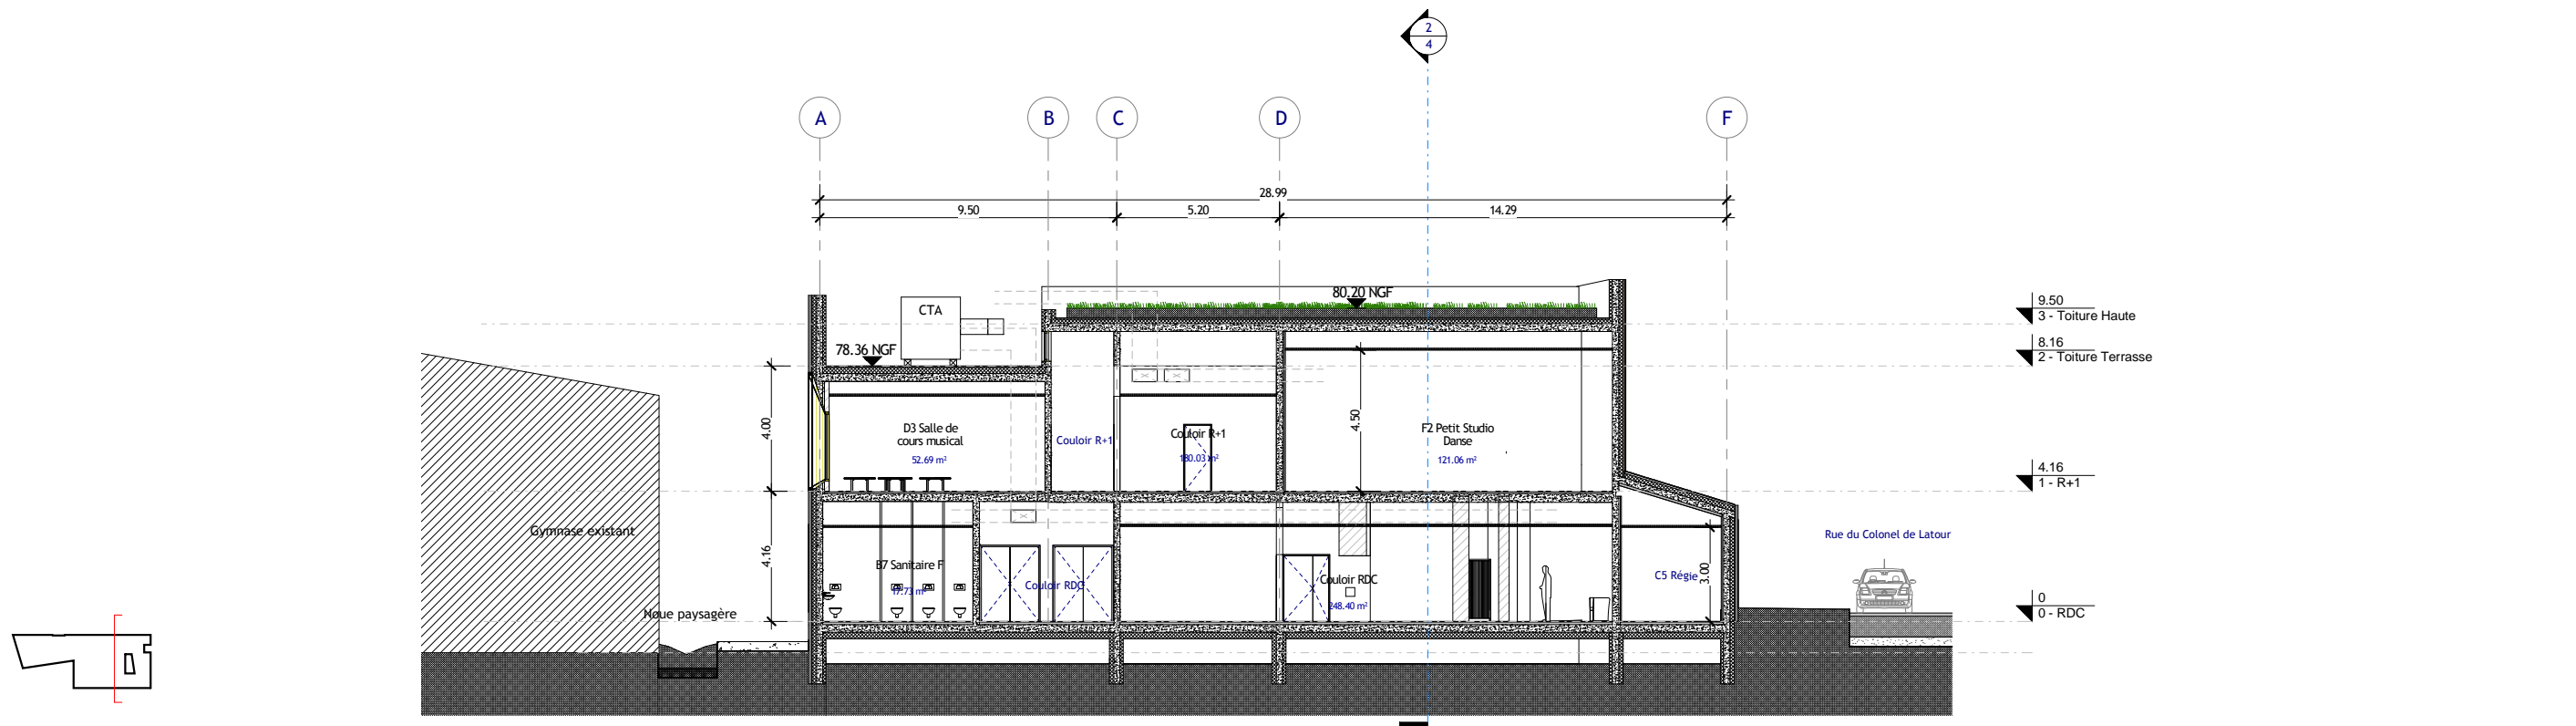 2
4
A
B
C
D
F
28.99
9.50
5.20
14.29
80.20 NGF
CTA
78.36 NGF
9.50
3 - Toiture Haute
8.16
2 - Toiture Terrasse
4.00
4.50
D3 Salle de
cours musical
52.69 m²
Couloir R+1
Couloir R+1
180.03 m²
F2 Petit Studio
Danse
121.06 m²
4.16
1 - R+1
Gymnase existant
4.16
B7 Sanitaire F
17.73 m²
Couloir RDC
Couloir RDC
248.40 m²
C5 Régie
3.00
Rue du Colonel de Latour
Noue paysagère
0
0 - RDC